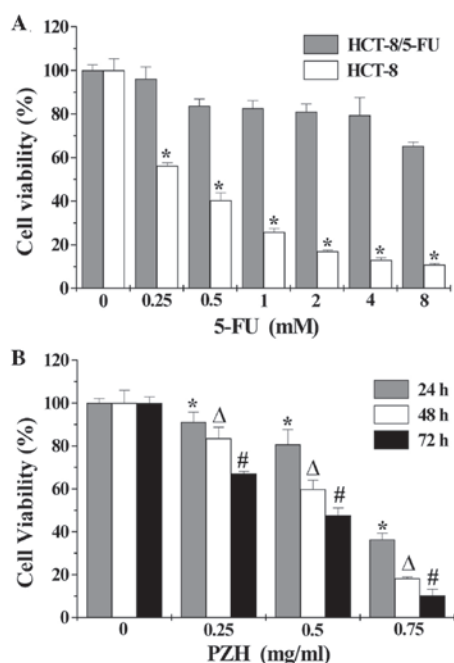 A
120
100
80
60
40
20
0
Cell viability (%)
HCT-8/5-FU
HCT-8
*
*
*
*
*
*
0 0.25 0.5 1 2 4 8
5-FU (mM)
B
120
100
80
60
40
20
0
Cell Viability (%)
24 h
48 h
72 h
* Δ #
* Δ #
* Δ #
0 0.25 0.5 0.75
PZH (mg/ml)